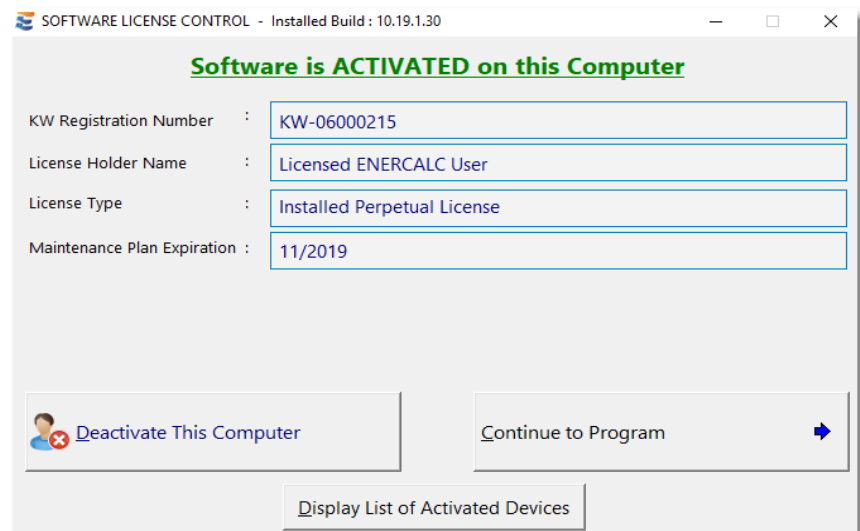 SOFTWARE LICENSE CONTROL - Installed Build : 10.19.1.30
Software is ACTIVATED on this Computer
KW Registration Number : KW-06000215
License Holder Name : Licensed ENERCALC User
License Type : Installed Perpetual License
Maintenance Plan Expiration : 11/2019
Deactivate This Computer
Continue to Program
Display List of Activated Devices